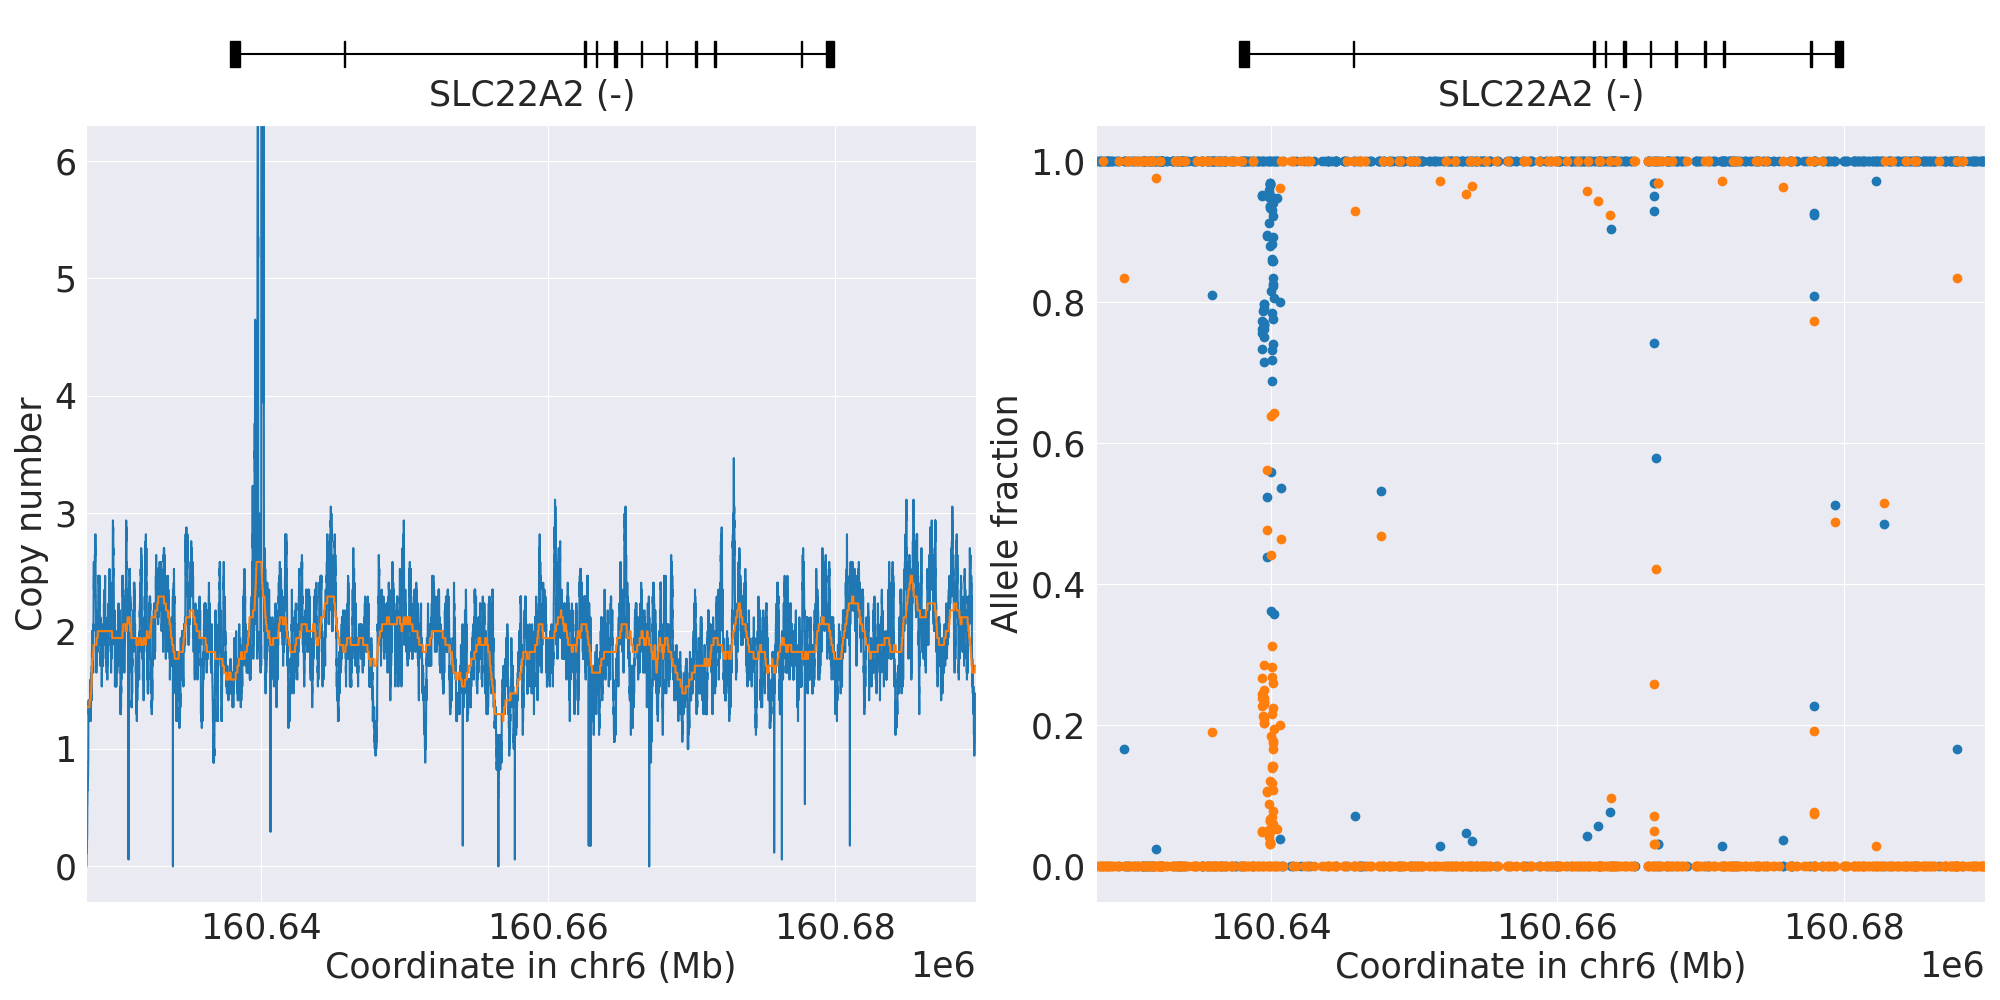 SLC22A2 (-)
6
5
4
3
2
1
0
Copy number
160.64 160.66 160.68
Coordinate in chr6 (Mb) 1e6
SLC22A2 (-)
1.0
0.8
0.6
0.4
0.2
0.0
Allele fraction
160.64 160.66 160.68
Coordinate in chr6 (Mb) 1e6